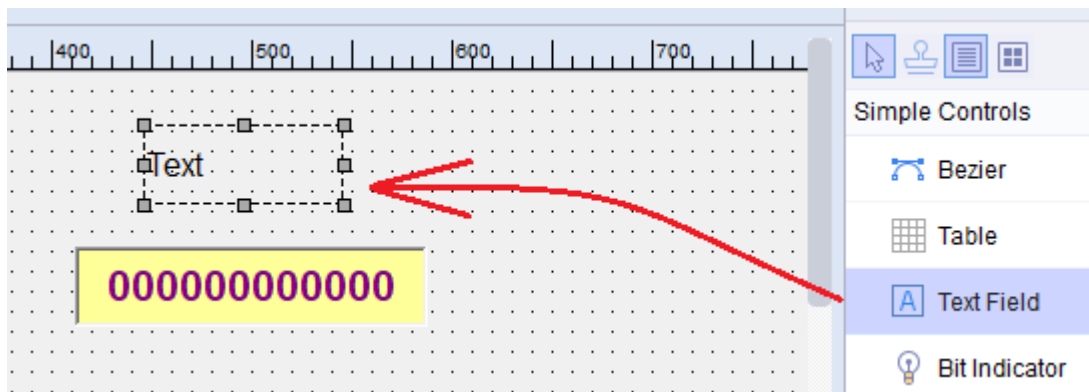 400 500 600 700
Simple Controls
Bezier
Text
Table
000000000000
A Text Field
Bit Indicator